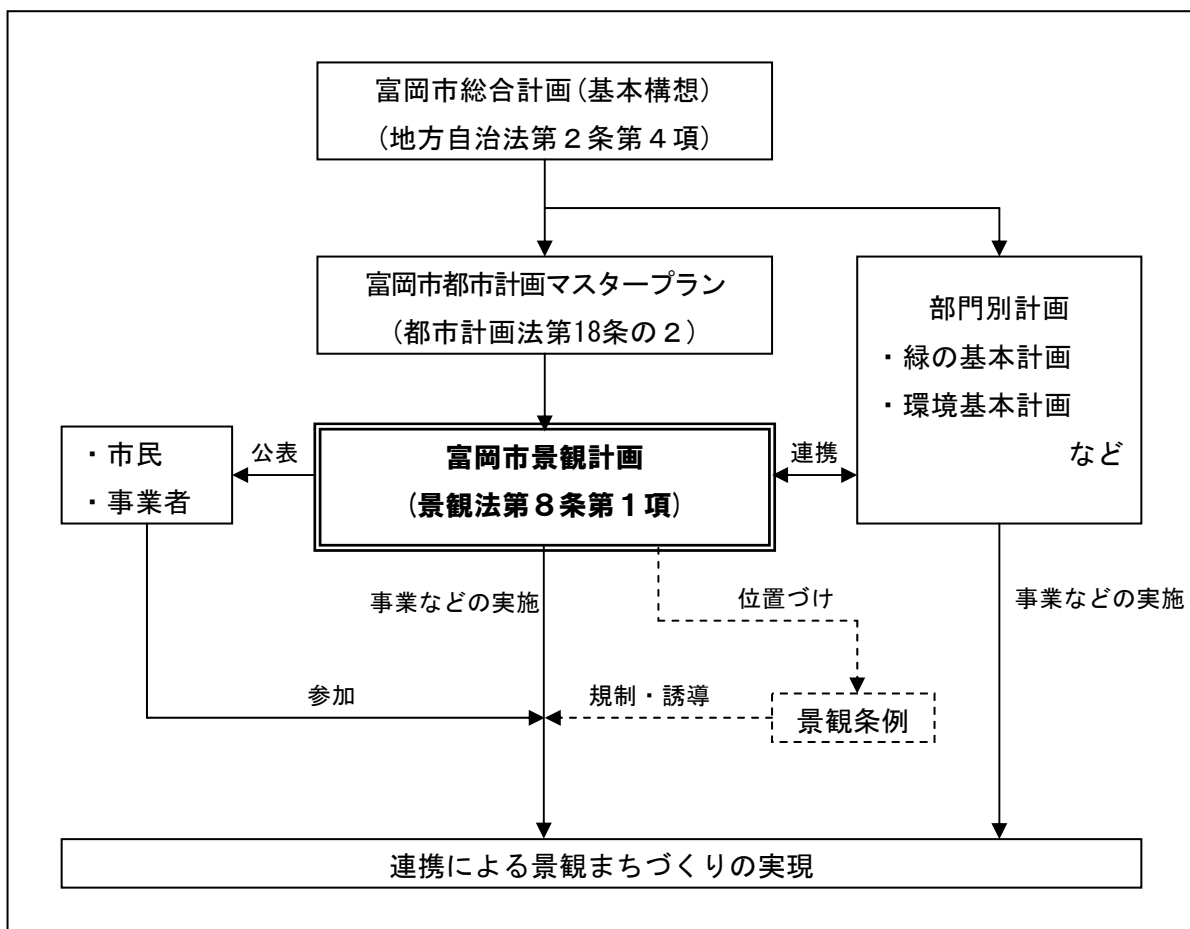 富岡市総合計画(基本構想)
(地方自治法第２条第４項)
富岡市都市計画マスタープラン
(都市計画法第18条の２)
部門別計画
・緑の基本計画
・環境基本計画
など
・市民
・事業者
公表
富岡市景観計画
(景観法第８条第１項)
連携
事業などの実施
位置づけ
事業などの実施
参加
規制・誘導
景観条例
連携による景観まちづくりの実現